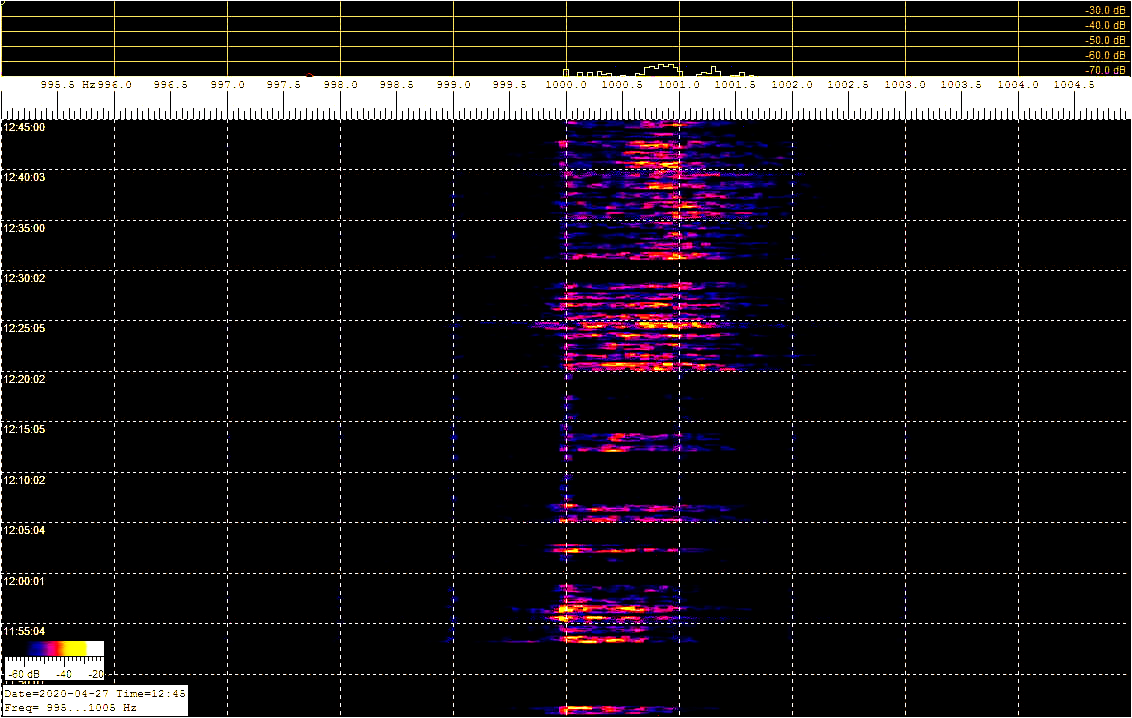 -30.0 dB
-40.0 dB
-50.0 dB
-60.0 dB
-70.0 dB
995.5 Hz 996.0 996.5 997.0 997.5 998.0 998.5 999.0 999.5 1000.0 1000.5 1001.0 1001.5 1002.0 1002.5 1003.0 1003.5 1004.0 1004.5
12:45:00
12:40:03
12:35:00
12:30:02
12:25:05
12:20:02
12:15:05
12:10:02
12:05:04
12:00:01
11:55:04
-60 dB -40 -20
Date=2020-04-27 Time=12:45
Freq= 995...1005 Hz